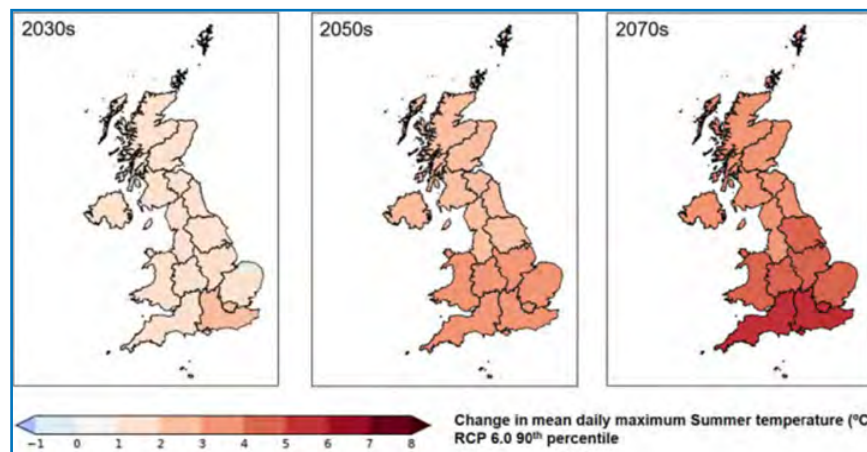 2030s
2050s
2070s
Change in mean daily maximum Summer temperature (°C
RCP 6.0 90th percentile
−1 0 1 2 3 4 5 6 7 8